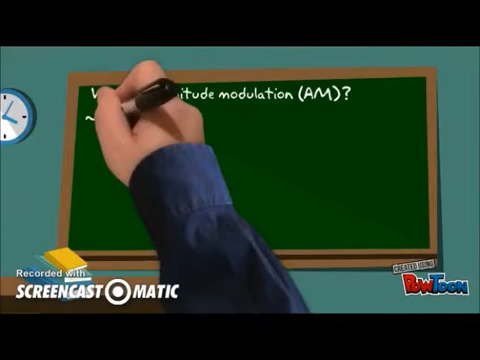 itude modulation (AM)?
~
Recorded with
SCREENCAST MATIC
CREATED USING
POWTOON